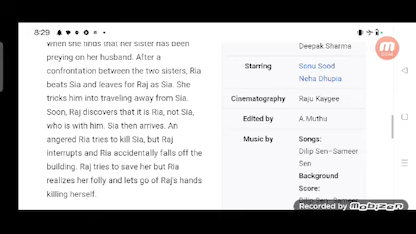 8:29
when she finds that her sister has been
preying on her husband. After a
confrontation between the two sisters, Ria
beats Sia and leaves for Raj as Sia. She
tricks him into traveling away from Sia.
Soon, Raj discovers that it is Ria, not Sia,
who is with him. Sia then arrives. An
angered Ria tries to kill Sia, but Raj
interrupts and Ria accidentally falls off the
building. Raj tries to save her but Ria
realizes her folly and lets go of Raj's hands
killing herself.
Deepak Sharma
Starring Sonu Sood
Neha Dhupia
Cinematography Raju Kaygee
Edited by A.Muthu
Music by Songs:
Dilip Sen-Sameer
Sen
Background
Score:
Dilip Sen-Sameer
Recorded by Mobizen